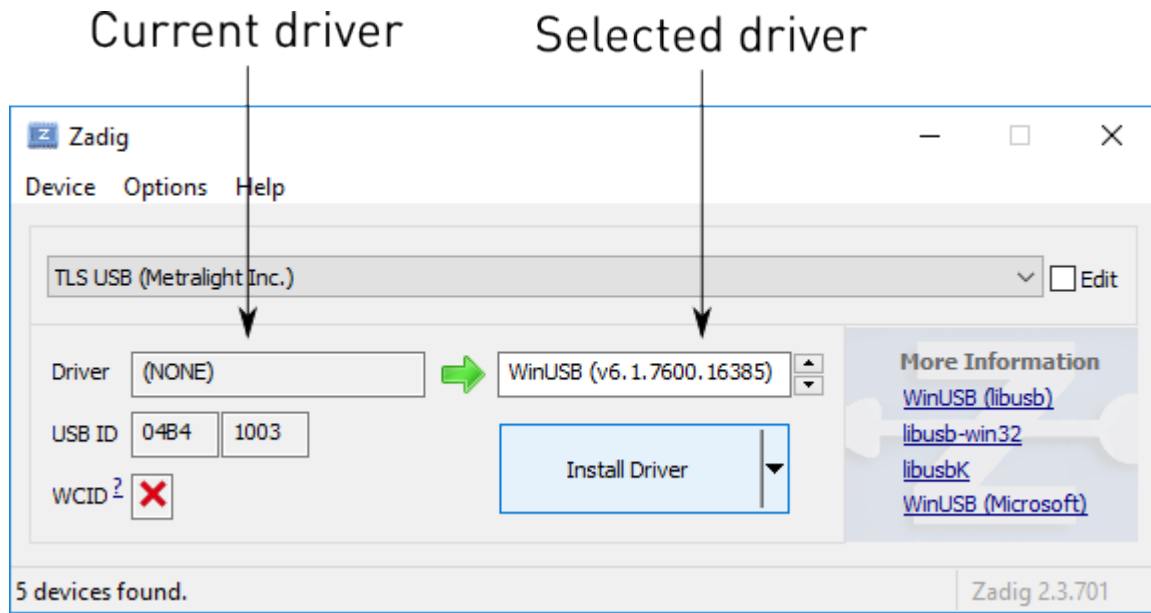 Current driver
Selected driver
Zadig
Device Options Help
TLS USB (Metralight Inc.)
Edit
Driver (NONE) WinUSB (v6.1.7600.16385)
USB ID 04B4 1003
WCID ?
Install Driver
More Information
WinUSB (libusb)
libusb-win32
libusbK
WinUSB (Microsoft)
5 devices found.
Zadig 2.3.701